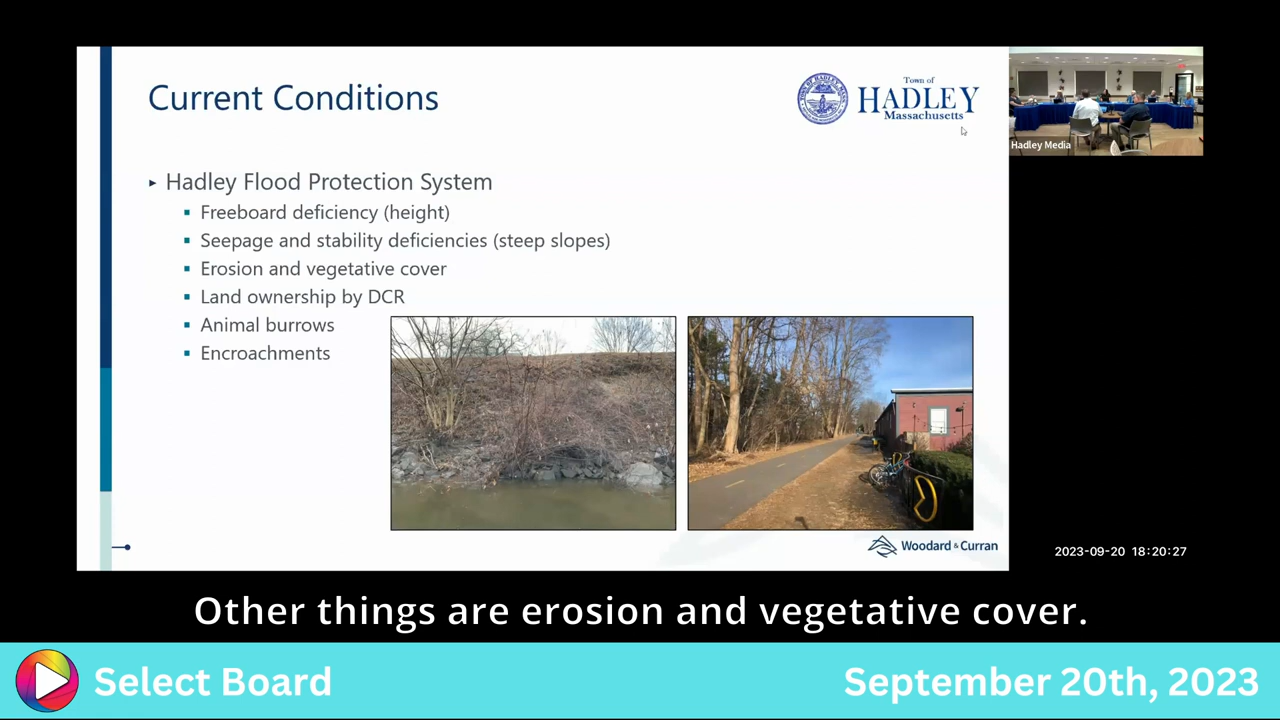 Current Conditions
Town of
HADLEY
Massachusetts
▸ Hadley Flood Protection System
▪ Freeboard deficiency (height)
▪ Seepage and stability deficiencies (steep slopes)
▪ Erosion and vegetative cover
▪ Land ownership by DCR
▪ Animal burrows
▪ Encroachments
Woodard & Curran
Hadley Media
2023-09-20 18:20:27
Other things are erosion and vegetative cover.
Select Board
September 20th, 2023